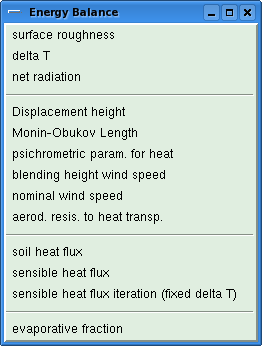 Energy Balance
surface roughness
delta T
net radiation
Displacement height
Monin-Obukov Length
psichrometric param. for heat
blending height wind speed
nominal wind speed
aerod. resis. to heat transp.
soil heat flux
sensible heat flux
sensible heat flux iteration (fixed delta T)
evaporative fraction